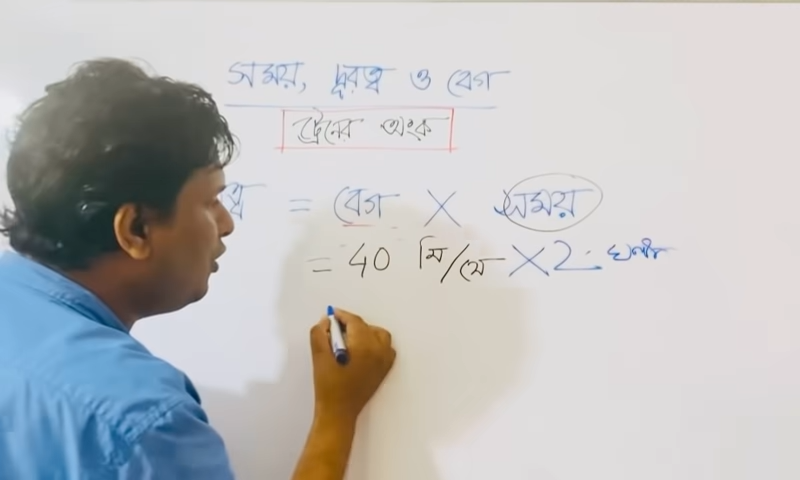 সময়, দূরত্ব ও বেগ
ট্রেনের অংক
ত্ব = বেগ × সময়
= 40 মি/সে × 2 ঘন্টা